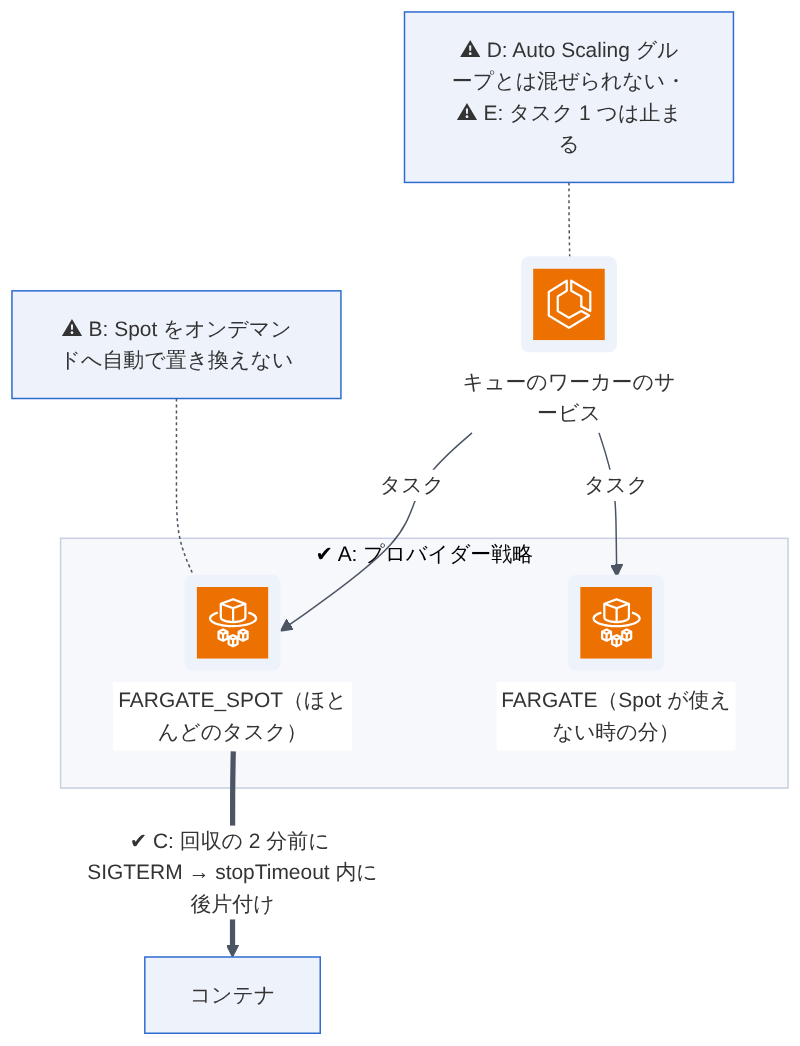 ⚠ D: Auto Scaling グル
ープとは混ぜられない・
⚠ E: タスク 1 つは止ま
る
⚠ B: Spot をオンデマン
ドへ自動で置き換えない
キューのワーカーのサ
ービス
タスク
タスク
✔ A: プロバイダー戦略
FARGATE_SPOT（ほと
んどのタスク）
FARGATE（Spot が使え
ない時の分）
✔ C: 回収の 2 分前に
SIGTERM → stopTimeout 内に
後片付け
コンテナ